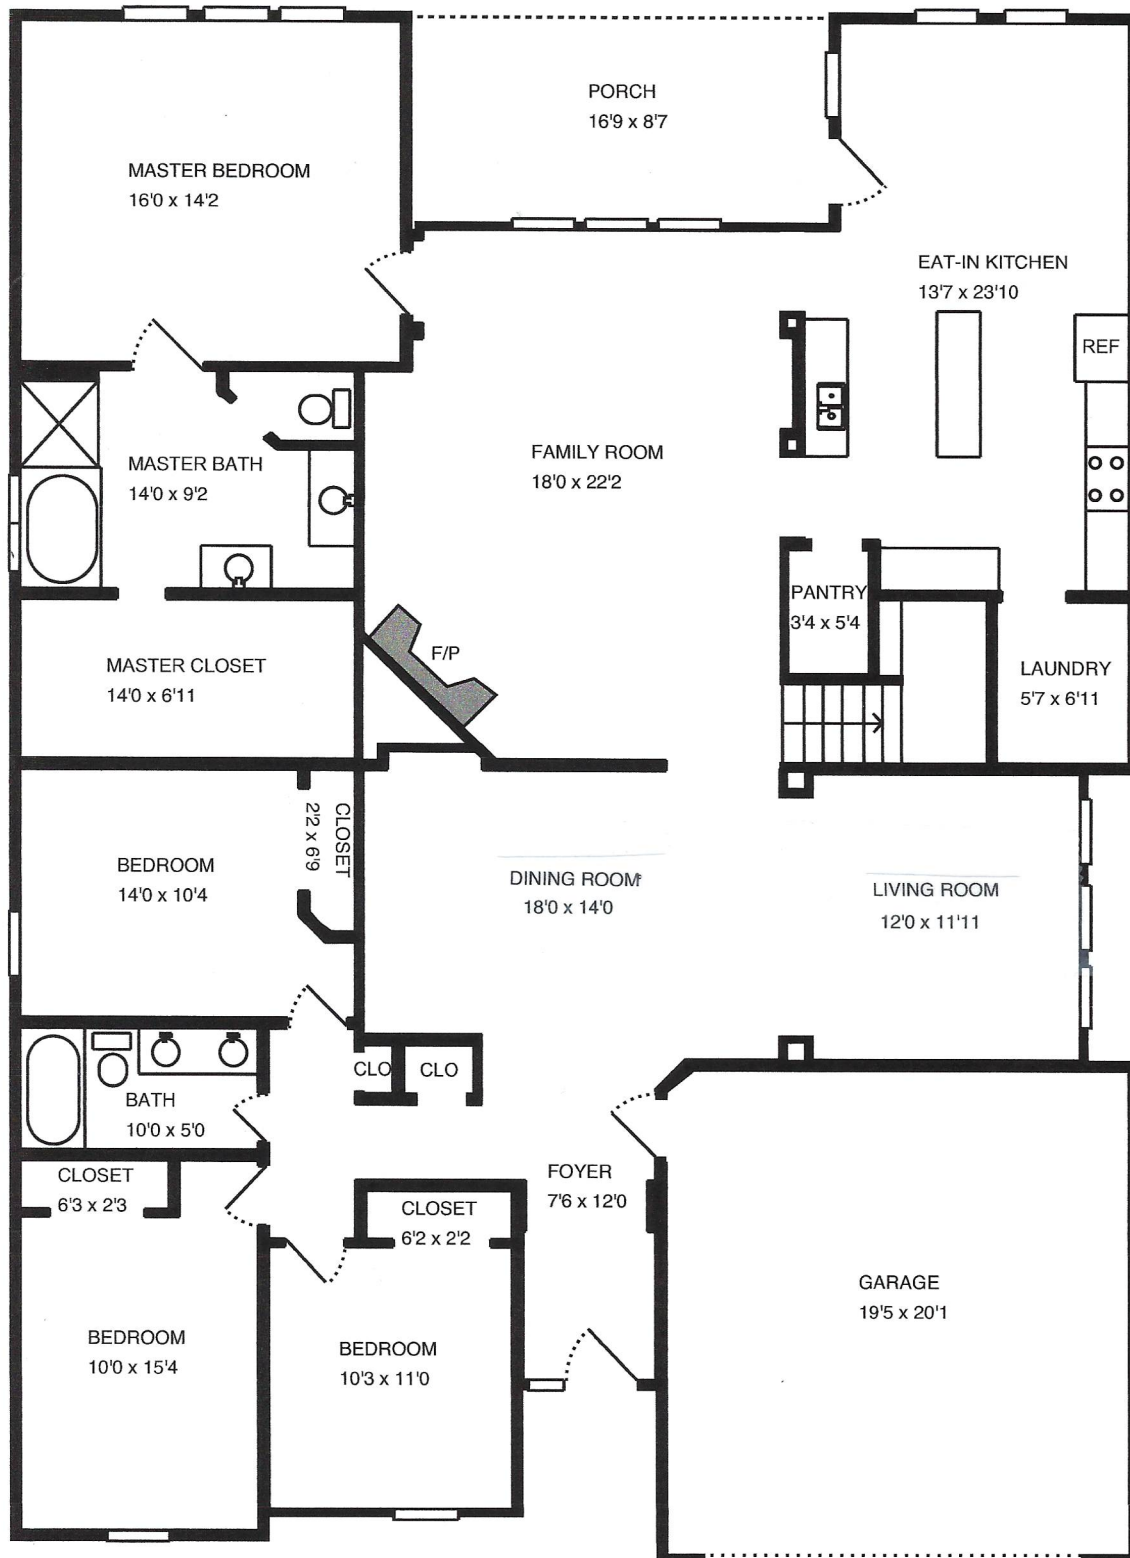 PORCH
16'9 x 8'7
MASTER BEDROOM
16'0 x 14'2
EAT-IN KITCHEN
13'7 x 23'10
REF
FAMILY ROOM
18'0 x 22'2
MASTER BATH
14'0 x 9'2
PANTRY
3'4 x 5'4
F/P
MASTER CLOSET
14'0 x 6'11
LAUNDRY
5'7 x 6'11
CLOSET
2'2 x 6'9
BEDROOM
14'0 x 10'4
DINING ROOM
18'0 x 14'0
LIVING ROOM
12'0 x 11'11
CLO
CLO
BATH
10'0 x 5'0
CLOSET
6'3 x 2'3
FOYER
7'6 x 12'0
CLOSET
6'2 x 2'2
GARAGE
19'5 x 20'1
BEDROOM
10'0 x 15'4
BEDROOM
10'3 x 11'0